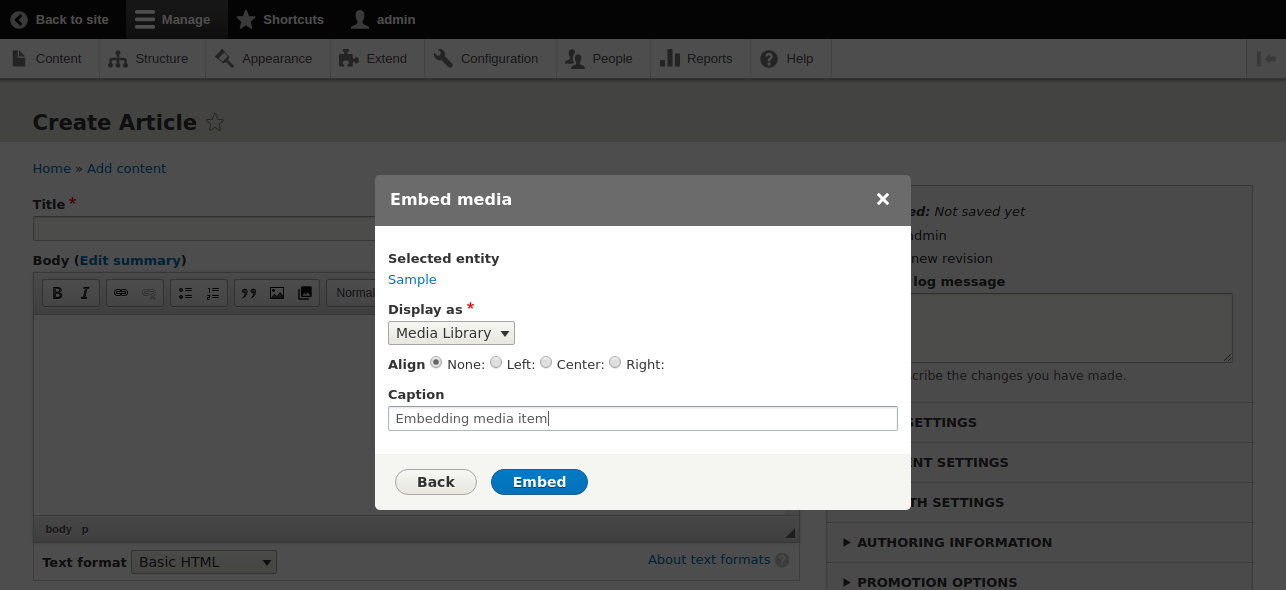 Back to site Manage Shortcuts admin
Content Structure Appearance Extend Configuration People Reports Help
Create Article
Home » Add content
Title *
Body (Edit summary)
B I Normal
body p
Text format Basic HTML About text formats ?
Embed media
Selected entity
Sample
Display as *
Media Library
Align None: Left: Center: Right:
Caption
Embedding media item
Back Embed
ed: Not saved yet
admin
new revision
log message
cribe the changes you have made.
SETTINGS
NT SETTINGS
TH SETTINGS
AUTHORING INFORMATION
PROMOTION OPTIONS